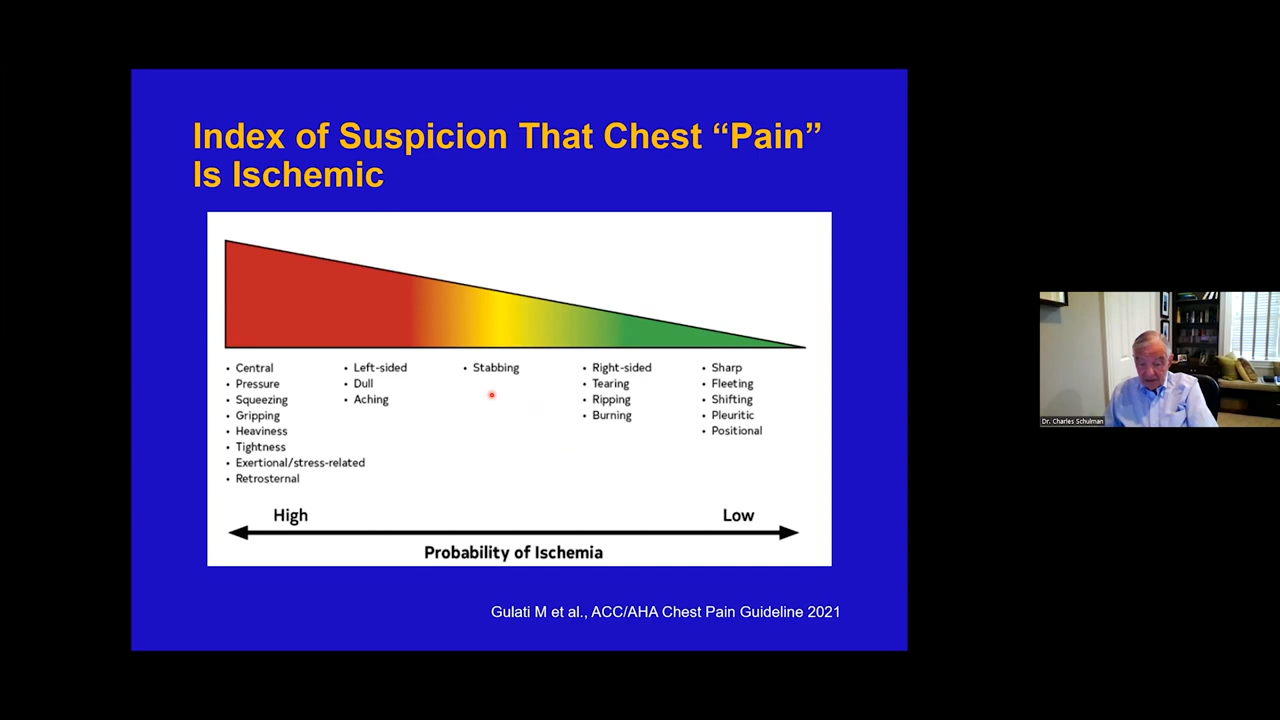 Index of Suspicion That Chest “Pain”
Is Ischemic
• Central
• Pressure
• Squeezing
• Gripping
• Heaviness
• Tightness
• Exertional/stress-related
• Retrosternal
• Left-sided
• Dull
• Aching
• Stabbing
• Right-sided
• Tearing
• Ripping
• Burning
• Sharp
• Fleeting
• Shifting
• Pleuritic
• Positional
High
Low
Probability of Ischemia
Gulati M et al., ACC/AHA Chest Pain Guideline 2021
Dr. Charles Schulman